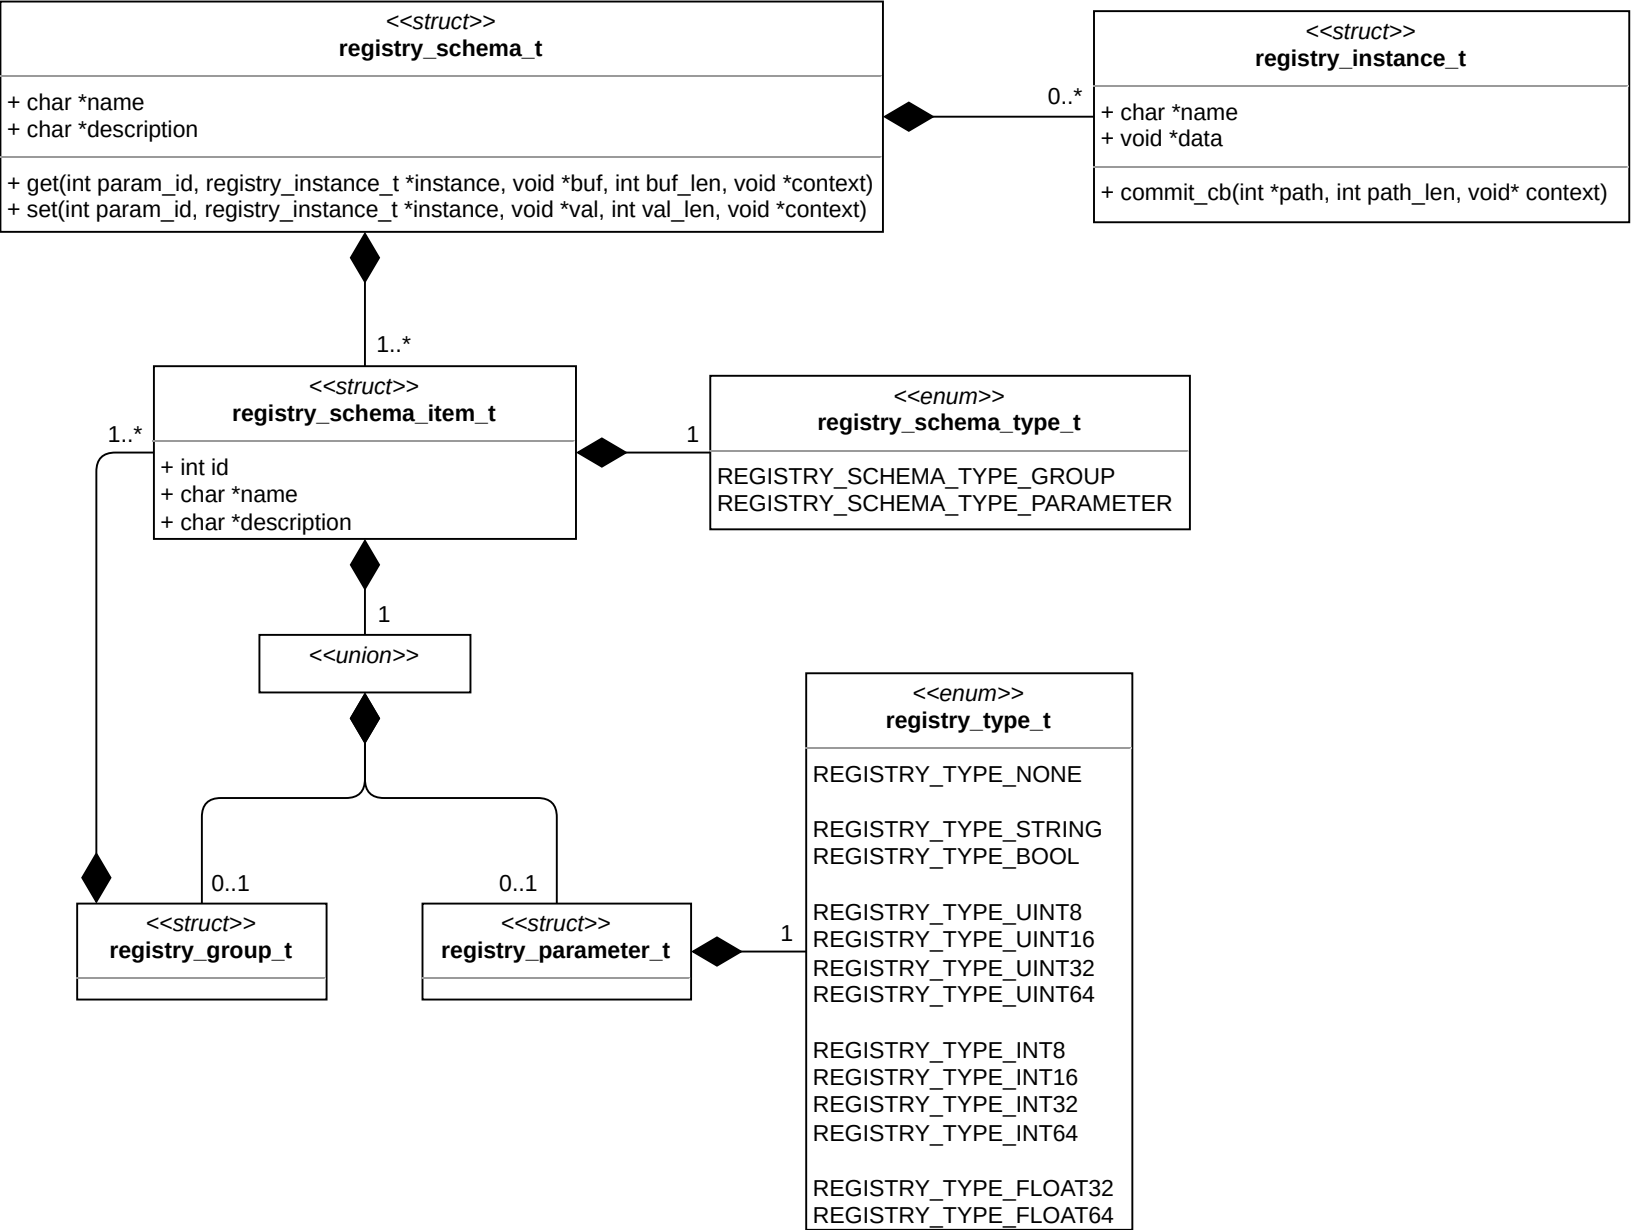 <<struct>>
registry_schema_t
+ char *name
+ char *description
+ get(int param_id, registry_instance_t *instance, void *buf, int buf_len, void *context)
+ set(int param_id, registry_instance_t *instance, void *val, int val_len, void *context)
0..*
<<struct>>
registry_instance_t
+ char *name
+ void *data
+ commit_cb(int *path, int path_len, void* context)
1..*
<<struct>>
registry_schema_item_t
+ int id
+ char *name
+ char *description
1..*
1
<<enum>>
registry_schema_type_t
REGISTRY_SCHEMA_TYPE_GROUP
REGISTRY_SCHEMA_TYPE_PARAMETER
1
<<union>>
0..1
0..1
<<struct>>
registry_group_t
<<struct>>
registry_parameter_t
1
<<enum>>
registry_type_t
REGISTRY_TYPE_NONE
REGISTRY_TYPE_STRING
REGISTRY_TYPE_BOOL
REGISTRY_TYPE_UINT8
REGISTRY_TYPE_UINT16
REGISTRY_TYPE_UINT32
REGISTRY_TYPE_UINT64
REGISTRY_TYPE_INT8
REGISTRY_TYPE_INT16
REGISTRY_TYPE_INT32
REGISTRY_TYPE_INT64
REGISTRY_TYPE_FLOAT32
REGISTRY_TYPE_FLOAT64